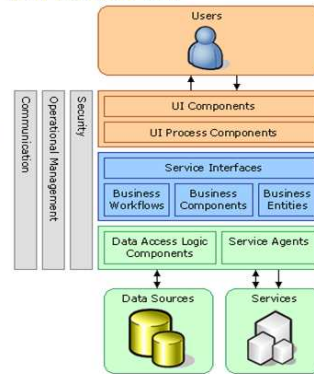 Users
Communication
Operational Management
Security
UI Components
UI Process Components
Service Interfaces
Business
Workflows
Business
Components
Business
Entities
Data Access Logic
Components
Service Agents
Data Sources
Services